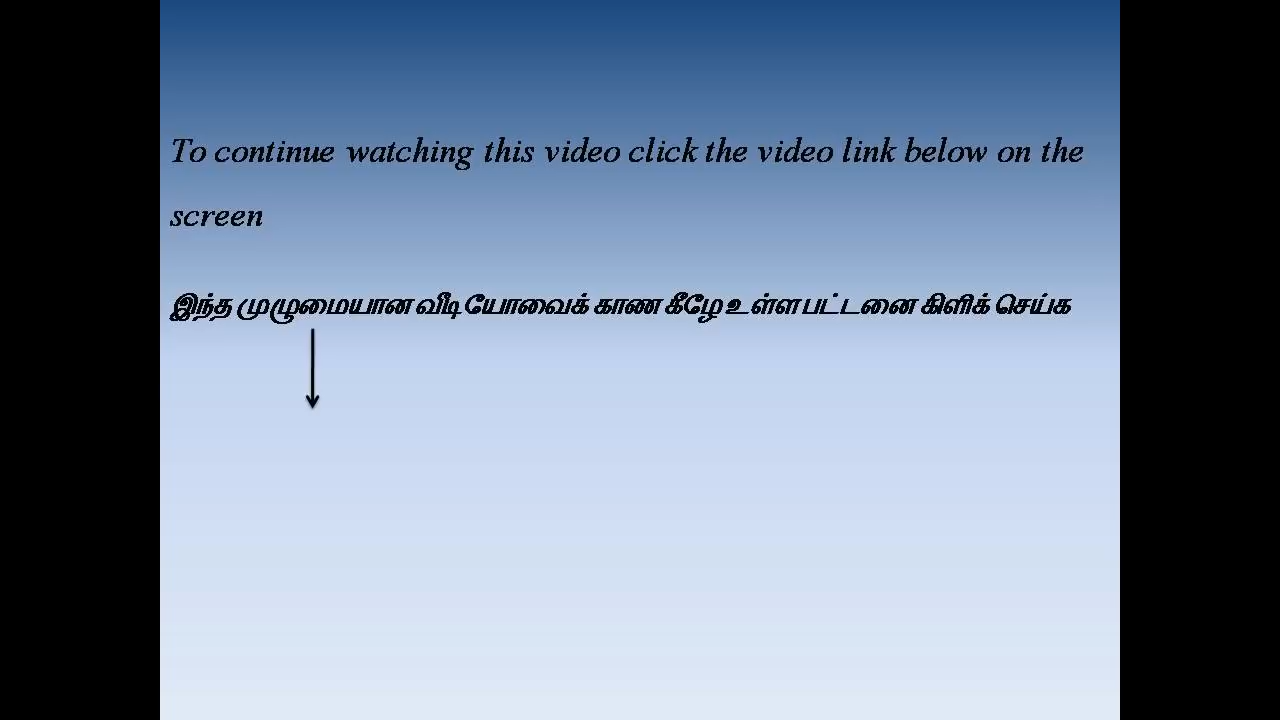 To continue watching this video click the video link below on the
screen
இந்த முழுமையான வீடியோவைக் காண கீழே உள்ள பட்டனை கிளிக் செய்க